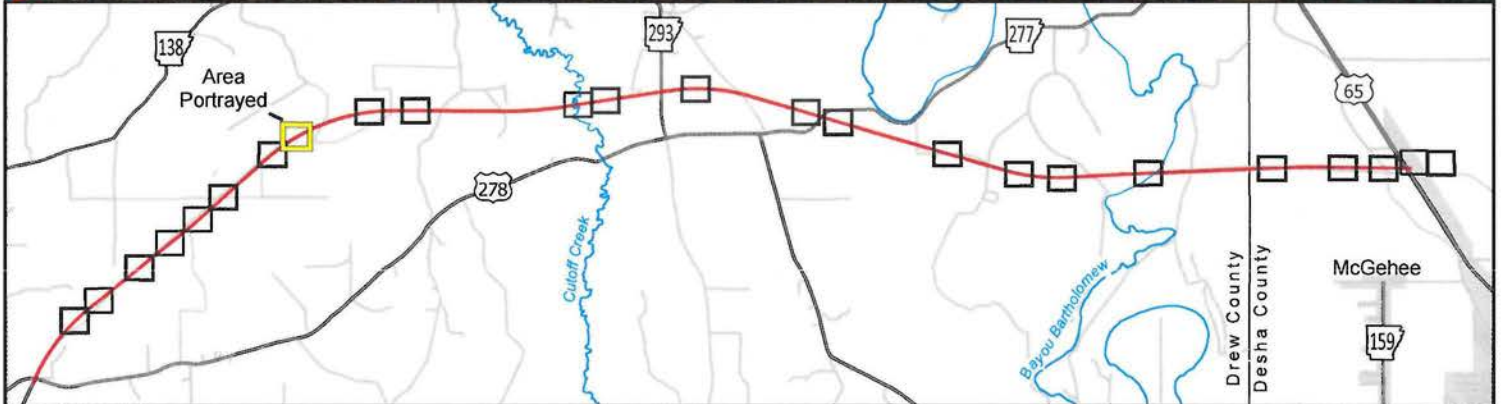 138
293
277
65
Area
Portrayed
278
Cutoff Creek
Bayou Bartholomew
Drew County
Desha County
McGehee
159